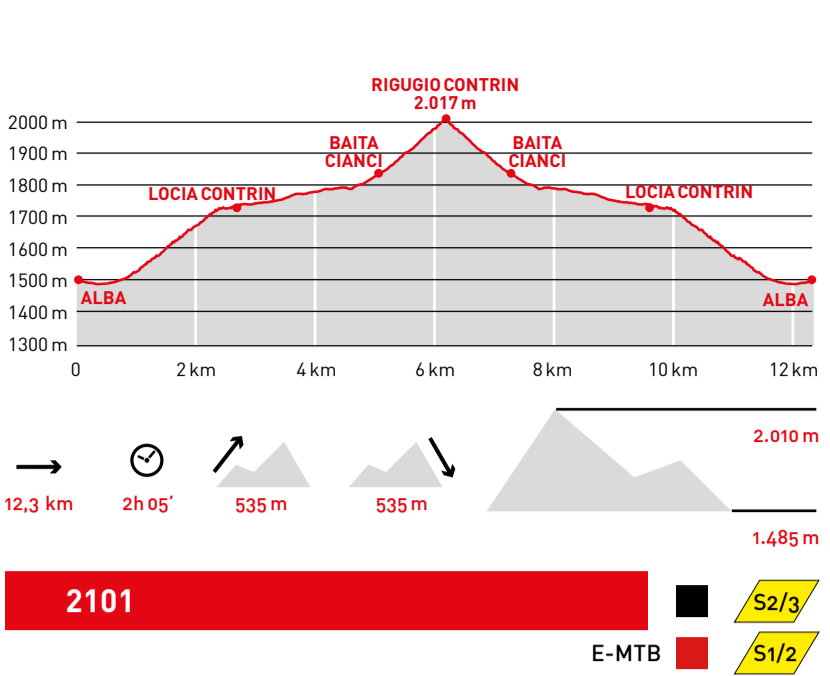 RIGUGIO CONTRIN
2.017 m
2000 m
1900 m
BAITA
CIANCI
BAITA
CIANCI
1800 m
LOCIA CONTRIN
LOCIA CONTRIN
1700 m
1600 m
1500 m
ALBA
ALBA
1400 m
1300 m
0 2 km 4 km 6 km 8 km 10 km 12 km
2.010 m
12,3 km 2h 05’ 535 m 535 m
1.485 m
2101
S2/3
E-MTB
S1/2